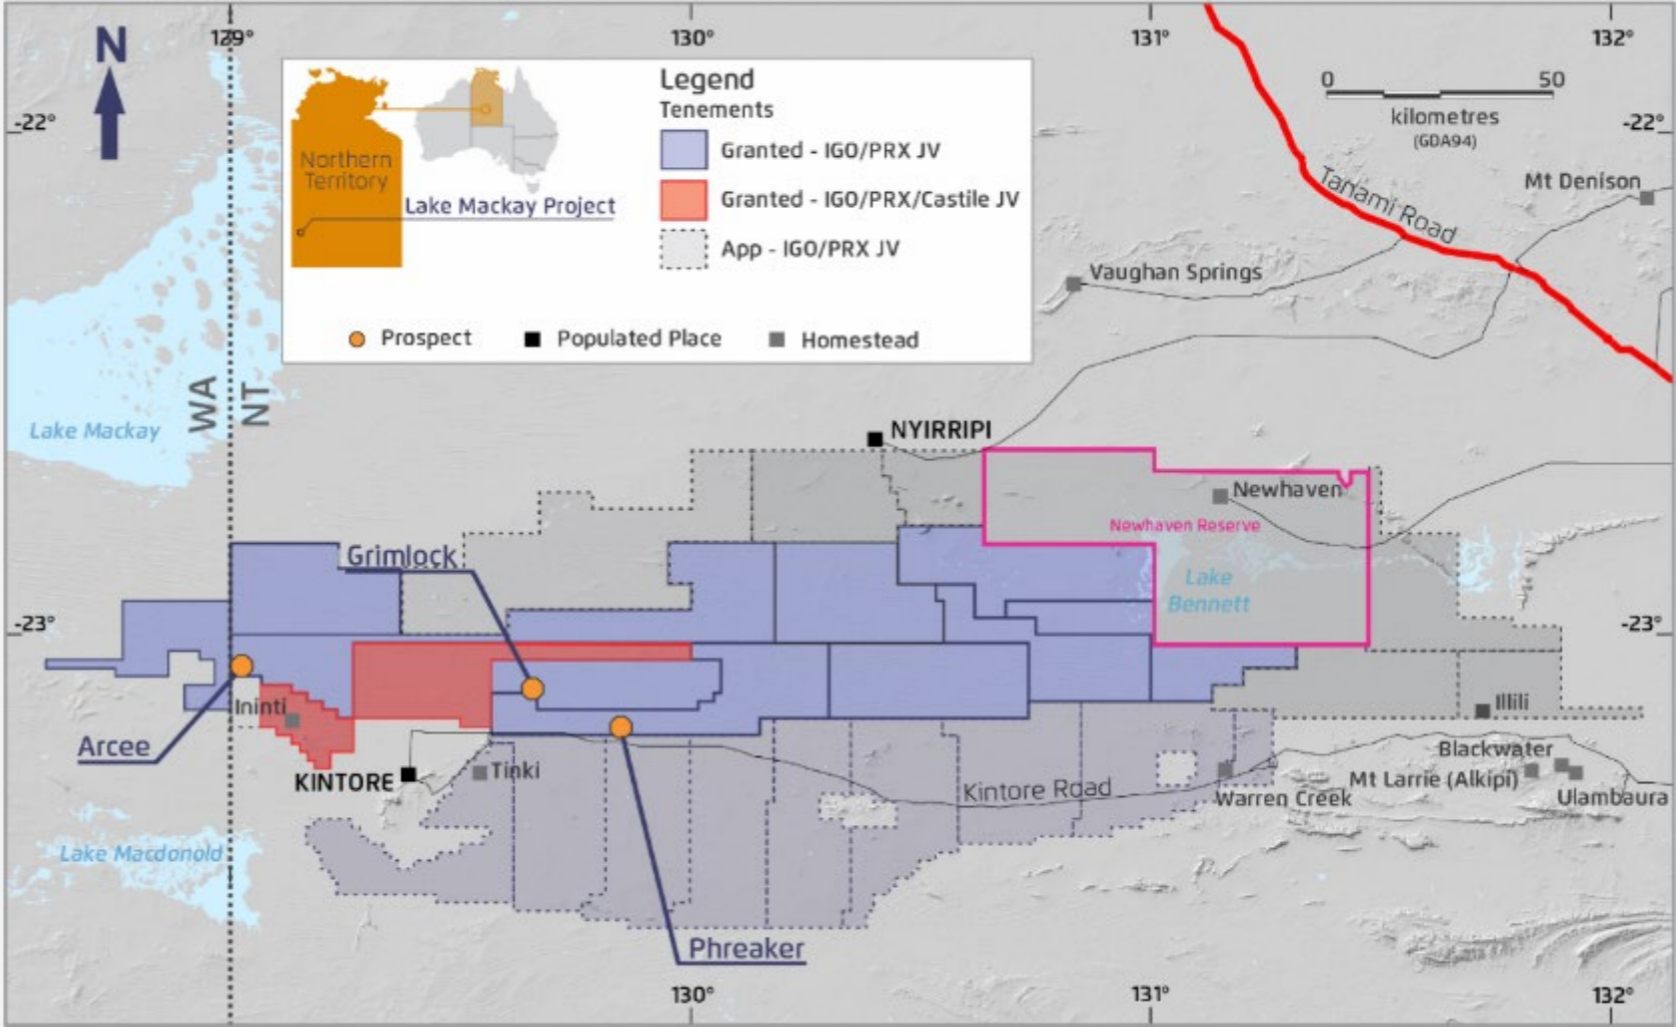 N
129°
130°
131°
132°
-22°
-22°
Northern
Territory
Lake Mackay Project
Legend
Tenements
Granted - IGO/PRX JV
Granted - IGO/PRX/Castile JV
App - IGO/PRX JV
Prospect
Populated Place
Homestead
0
50
kilometres
(GDA94)
Mt Denison
Tanami Road
Vaughan Springs
WA
NT
Lake Mackay
NYIRRIPI
Newhaven
Newhaven Reserve
Grimlock
Lake
Bennett
-23°
-23°
Ininti
Arcee
KINTORE
Tinki
Illili
Blackwater
Kintore Road
Mt Larrie (Alkipi)
Warren Creek
Ulambaura
Lake Macdonold
Phreaker
130°
131°
132°